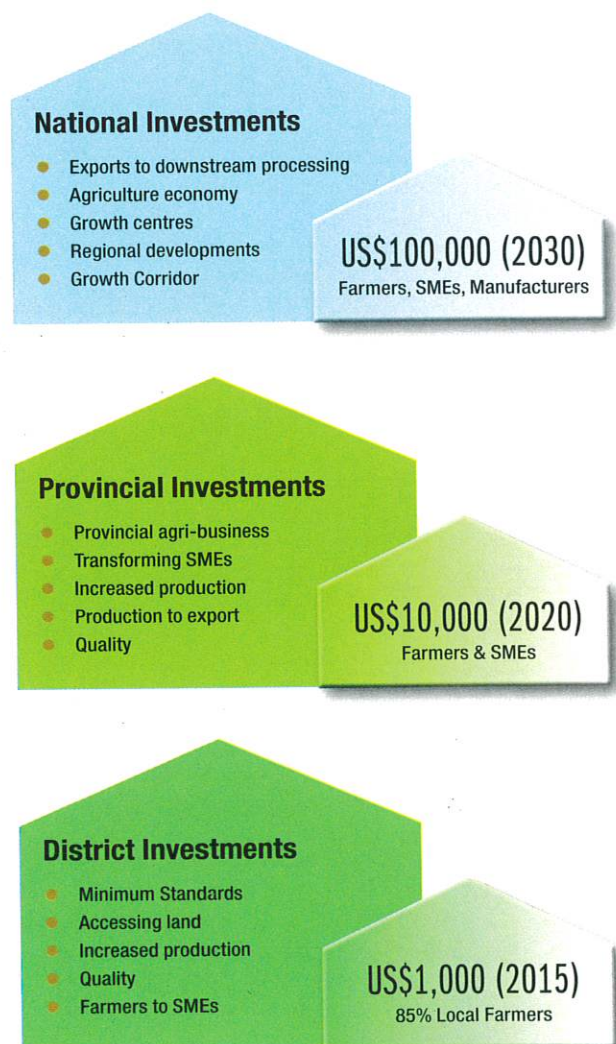 National Investments
Exports to downstream processing
Agriculture economy
Growth centres
Regional developments
Growth Corridor
US$100,000 (2030)
Farmers, SMEs, Manufacturers
Provincial Investments
Provincial agri-business
Transforming SMEs
Increased production
Production to export
Quality
US$10,000 (2020)
Farmers & SMEs
District Investments
Minimum Standards
Accessing land
Increased production
Quality
Farmers to SMEs
US$1,000 (2015)
85% Local Farmers